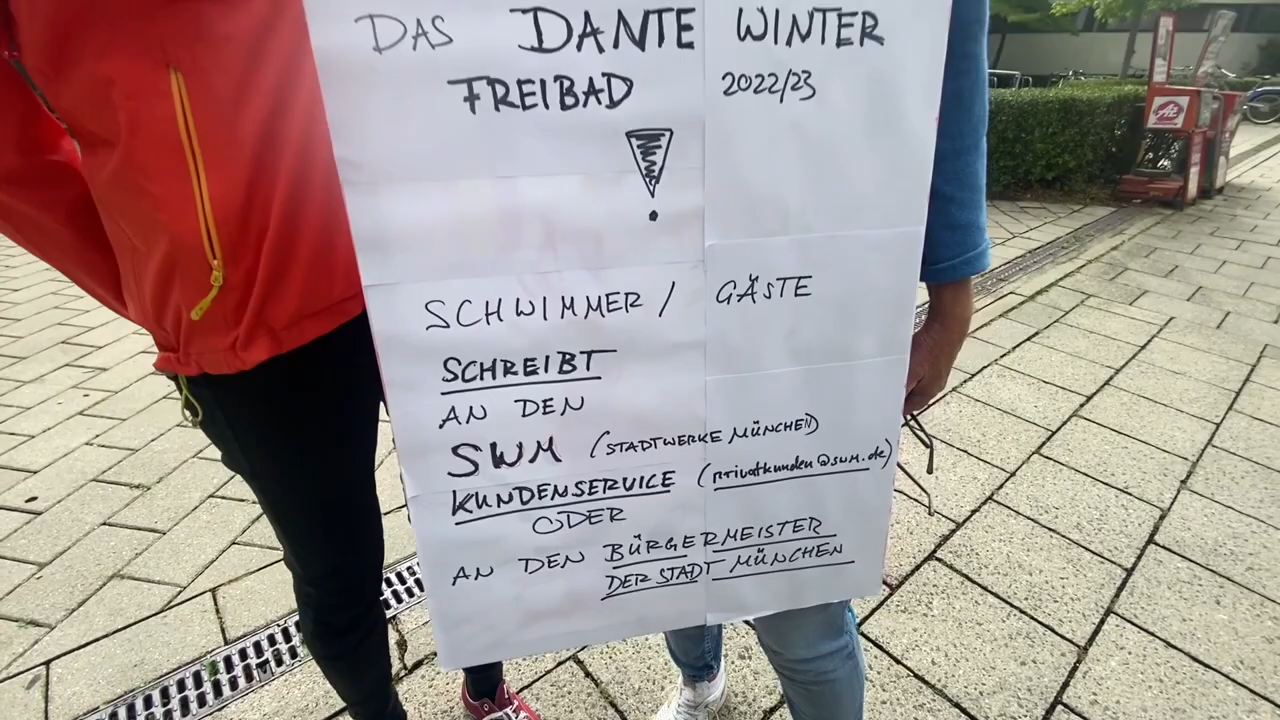 DAS DANTE WINTER
FREIBAD 2022/23
!
SCHWIMMER / GÄSTE
SCHREIBT
AN DEN
SWM (STADTWERKE MÜNCHEN)
KUNDENSERVICE (privatkunden@swm.de)
ODER
AN DEN BÜRGERMEISTER
DER STADT MÜNCHEN
AZ